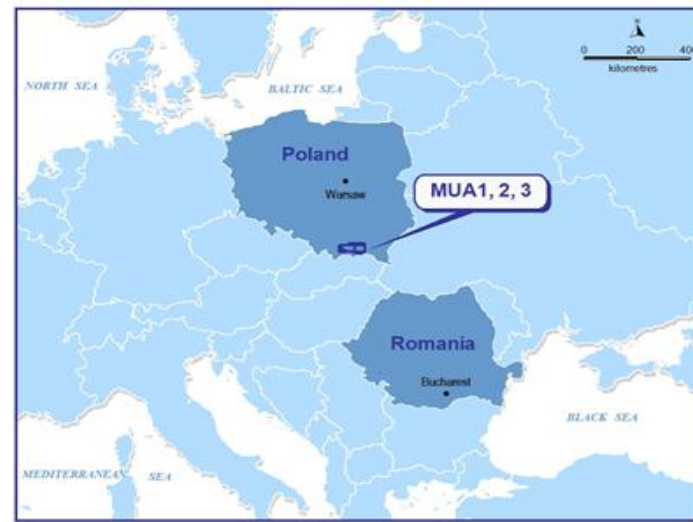 N
0 200 400
kilometres
NORTH SEA
BALTIC SEA
Poland
Warsaw
MUA1, 2, 3
Romania
Bucharest
BLACK SEA
MEDITERRANEAN SEA